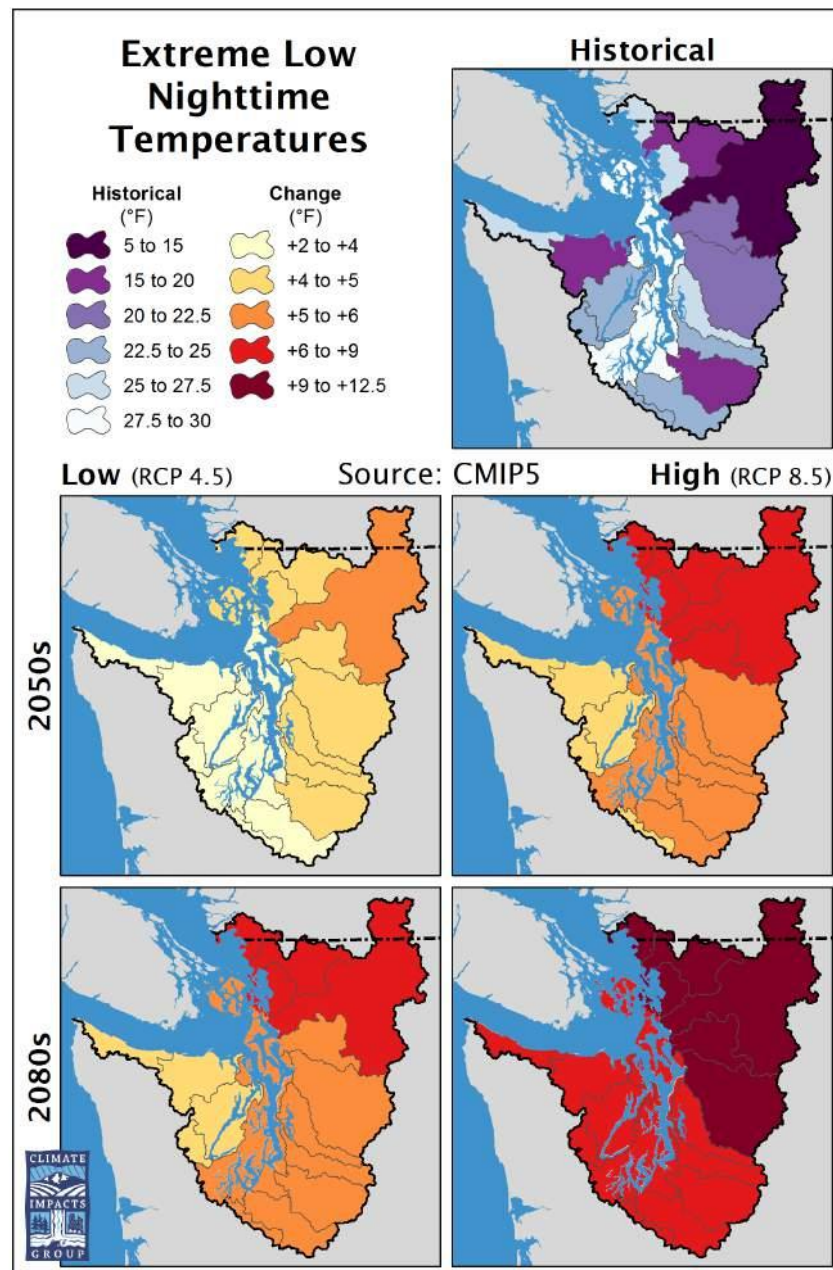 Extreme Low
Nighttime
Temperatures
Historical
Historical
(°F)
5 to 15
15 to 20
20 to 22.5
22.5 to 25
25 to 27.5
27.5 to 30
Change
(°F)
+2 to +4
+4 to +5
+5 to +6
+6 to +9
+9 to +12.5
Low (RCP 4.5) Source: CMIP5 High (RCP 8.5)
2050s
2080s
CLIMATE
IMPACTS
GROUP